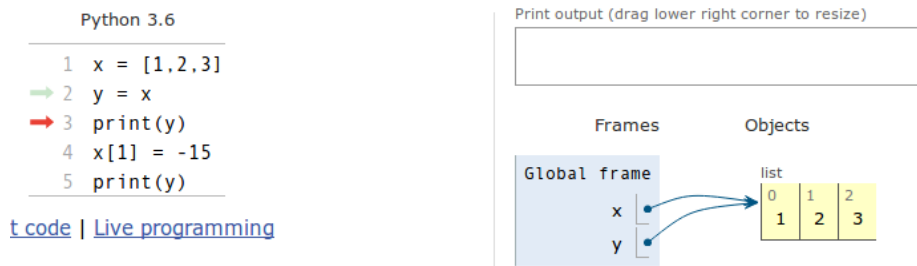 Python 3.6
1 x = [1,2,3]
2 y = x
3 print(y)
4 x[1] = -15
5 print(y)
t code | Live programming
Print output (drag lower right corner to resize)
Frames Objects
Global frame
x
y
list
0 1 2
1 2 3